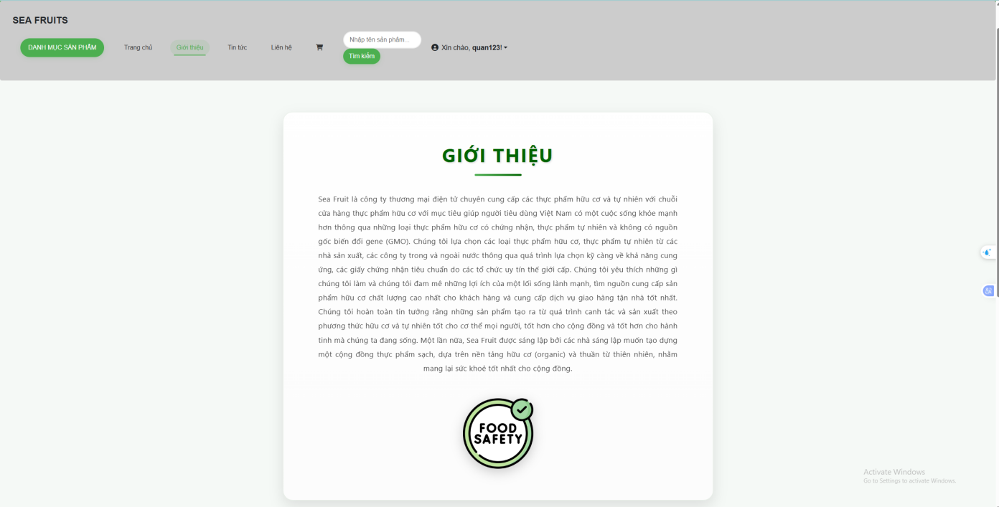 SEA FRUITS
DANH MỤC SẢN PHẨM
Trang chủ
Giới thiệu
Tin tức
Liên hệ
Nhập tên sản phẩm...
Tìm kiếm
Xin chào, quan123!
GIỚI THIỆU
Sea Fruit là công ty thương mại điện tử chuyên cung cấp các thực phẩm hữu cơ và tự nhiên với chuỗi
cửa hàng thực phẩm hữu cơ với mục tiêu giúp người tiêu dùng Việt Nam có một cuộc sống khỏe mạnh
hơn thông qua những loại thực phẩm hữu cơ có chứng nhận, thực phẩm tự nhiên và không có nguồn
gốc biến đổi gene (GMO). Chúng tôi lựa chọn các loại thực phẩm hữu cơ, thực phẩm tự nhiên từ các
nhà sản xuất, các công ty trong và ngoài nước thông qua quá trình lựa chọn kỹ càng về khả năng cung
ứng, các giấy chứng nhận tiêu chuẩn do các tổ chức uy tín thế giới cấp. Chúng tôi yêu thích những gì
chúng tôi làm và chúng tôi đam mê những lợi ích của một lối sống lành mạnh, tìm nguồn cung cấp sản
phẩm hữu cơ chất lượng cao nhất cho khách hàng và cung cấp dịch vụ giao hàng tận nhà tốt nhất.
Chúng tôi hoàn toàn tin tưởng rằng những sản phẩm tạo ra từ quá trình canh tác và sản xuất theo
phương thức hữu cơ và tự nhiên tốt cho cơ thể mọi người, tốt hơn cho cộng đồng và tốt hơn cho hành
tinh mà chúng ta đang sống. Một lần nữa, Sea Fruit được sáng lập bởi các nhà sáng lập muốn tạo dựng
một cộng đồng thực phẩm sạch, dựa trên nền tảng hữu cơ (organic) và thuần từ thiên nhiên, nhằm
mang lại sức khoẻ tốt nhất cho cộng đồng.
FOOD
SAFETY
Activate Windows
Go to Settings to activate Windows.